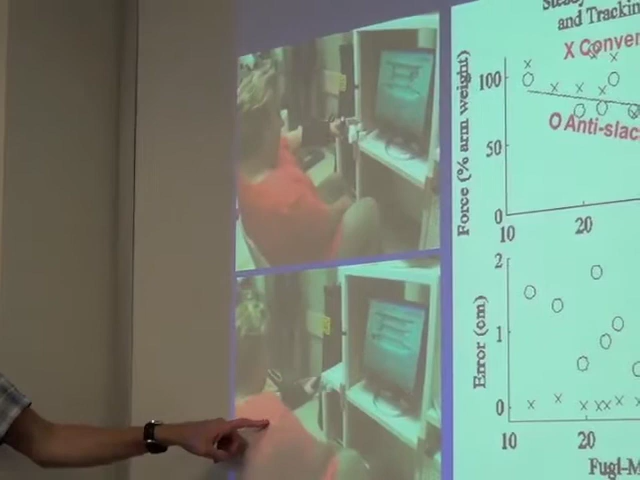 and Trackin
X Conver
O Anti-slac
Force (% arm weight)
100
50
0
10
20
Error (cm)
2
1
0
10
20
Fugl-M